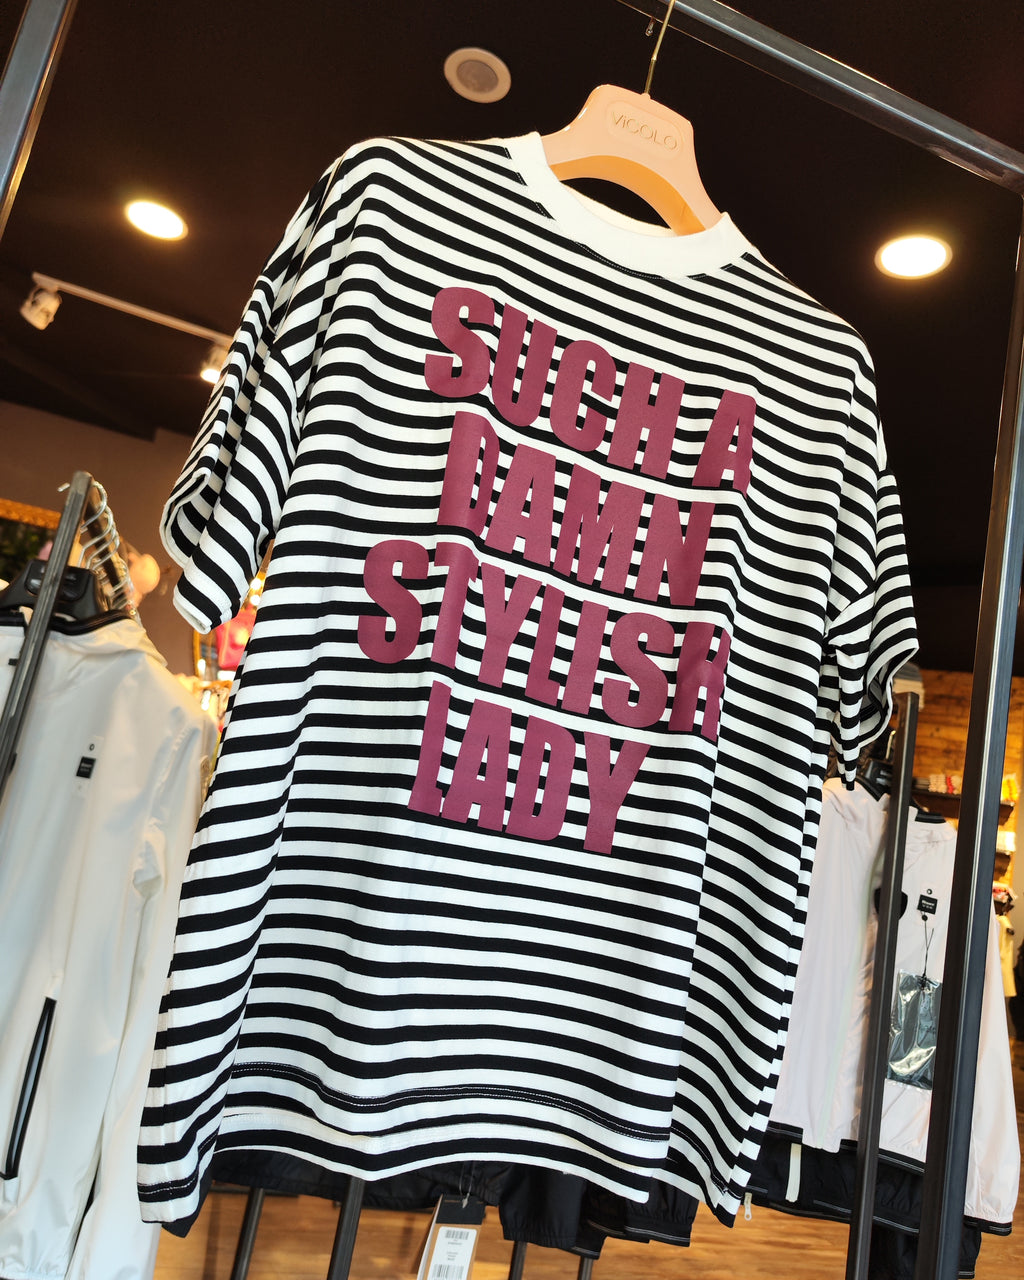 ViCOLO
SUCH A
DAMN
STYLISH
LADY